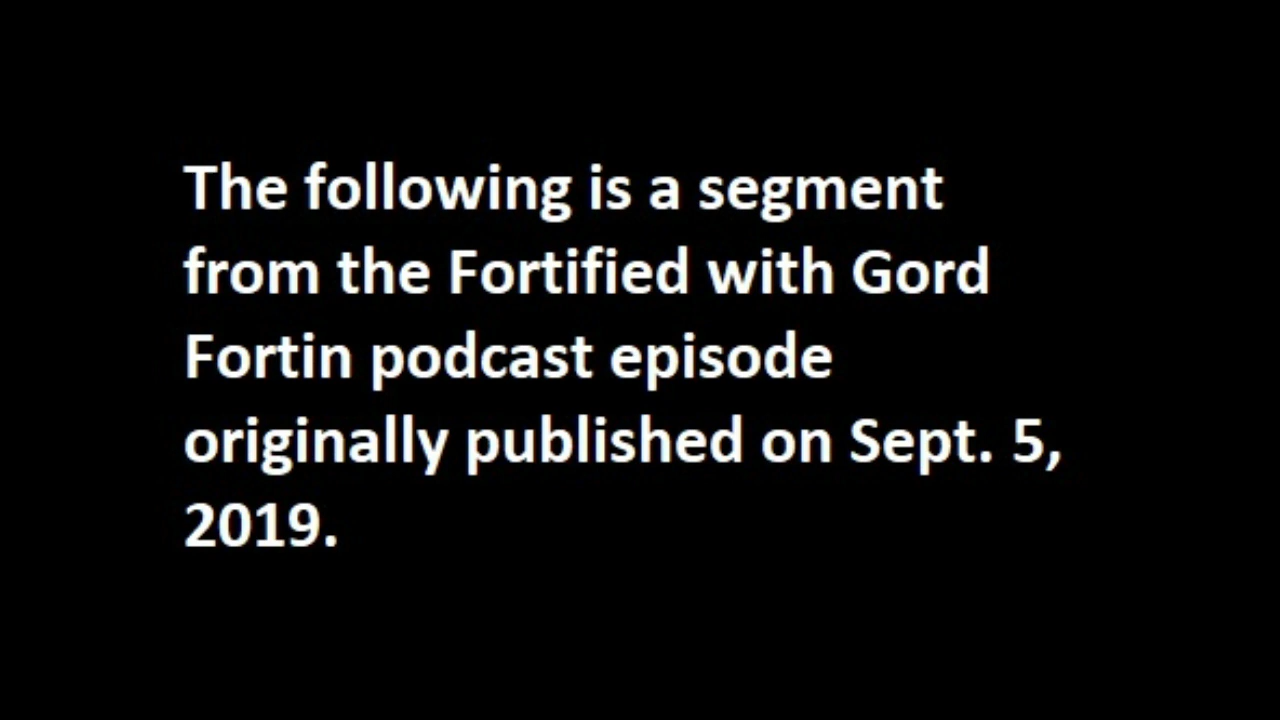 The following is a segment
from the Fortified with Gord
Fortin podcast episode
originally published on Sept. 5,
2019.